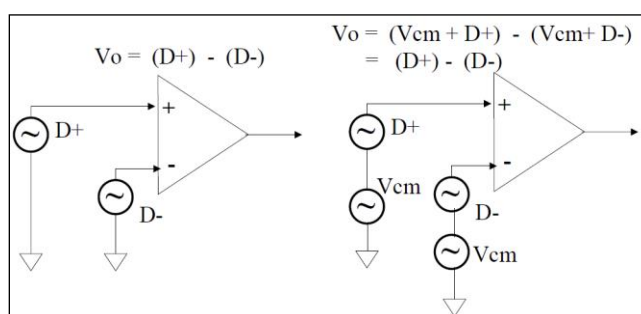 Vo = (D+) - (D-)
+
D+
-
D-
Vo = (Vcm + D+) - (Vcm+ D-)
= (D+) - (D-)
+
D+
-
Vcm
D-
Vcm